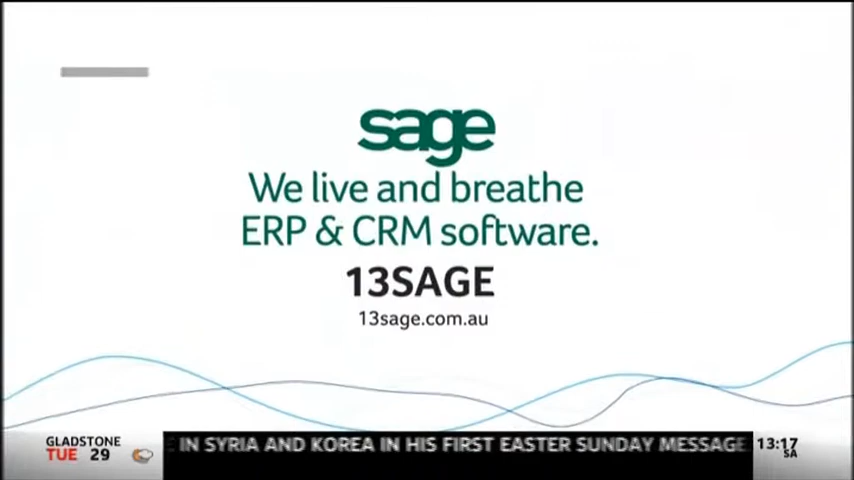 sage
We live and breathe
ERP & CRM software.
13SAGE
13sage.com.au
GLADSTONE
TUE 29
IN SYRIA AND KOREA IN HIS FIRST EASTER SUNDAY MESSAGE
13:17
SA